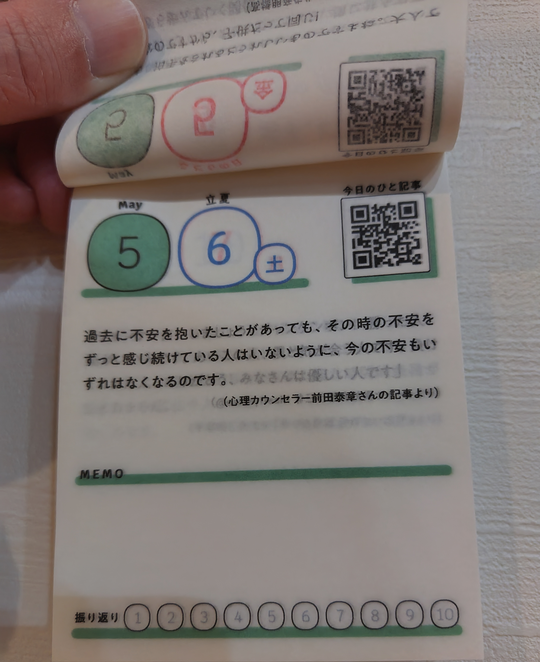 今日のひと記事
May
立夏
5
6
土
過去に不安を抱いたことがあっても、その時の不安を
ずっと感じ続けている人はいないように、今の不安もい
ずれはなくなるのです。
(心理カウンセラー前田泰章さんの記事より)
MEMO
振り返り 1 2 3 4 5 6 7 8 9 10